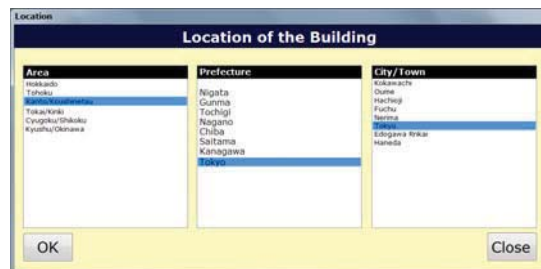 Location
Location of the Building
Area
Hokkaido
Tohoku
Kanto/Koushinetsu
Tokai/Kinki
Cyugoku/Shikoku
Kyushu/Okinawa
Prefecture
Nigata
Gunma
Tochigi
Nagano
Chiba
Saitama
Kanagawa
Tokyo
City/Town
Kokawachi
Oume
Hachioji
Fuchu
Nerima
Tokyo
Edogawa Rinkai
Haneda
OK
Close